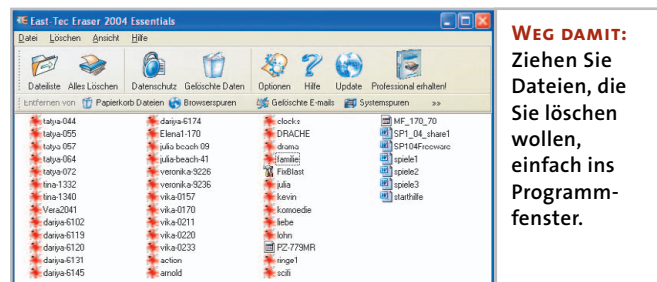 East-Tec Eraser 2004 Essentials
Datei Löschen Ansicht Hilfe
Dateiliste Alles Löschen Datenschutz Gelöschte Daten Optionen Hilfe Update Professional erhalten!
Entfernen von Papierkorb Dateien Browserspuren Gelöschte E-mails Systemspuren »
tatya-044
tatya-055
tatya-057
tatya-064
tatya-072
tina-1332
tina-1340
Vera2041
dariya-6102
dariya-6119
dariya-6120
dariya-6131
dariya-6145
dariya-6174
Elena1-170
julia-beach-09
julia-beach-41
veronika-9226
veronika-9236
vika-0157
vika-0170
vika-0211
vika-0220
vika-0233
action
arnold
clocks
DRACHE
drama
familie
FixBlast
julia
kevin
komoedie
liebe
lohn
PZ-779MR
ringe1
scifi
MF_170_70
SP1_04_share1
SP104Freeware
spiele1
spiele2
spiele3
starthilfe
Weg damit:
Ziehen Sie
Dateien, die
Sie löschen
wollen,
einfach ins
Programm-
fenster.